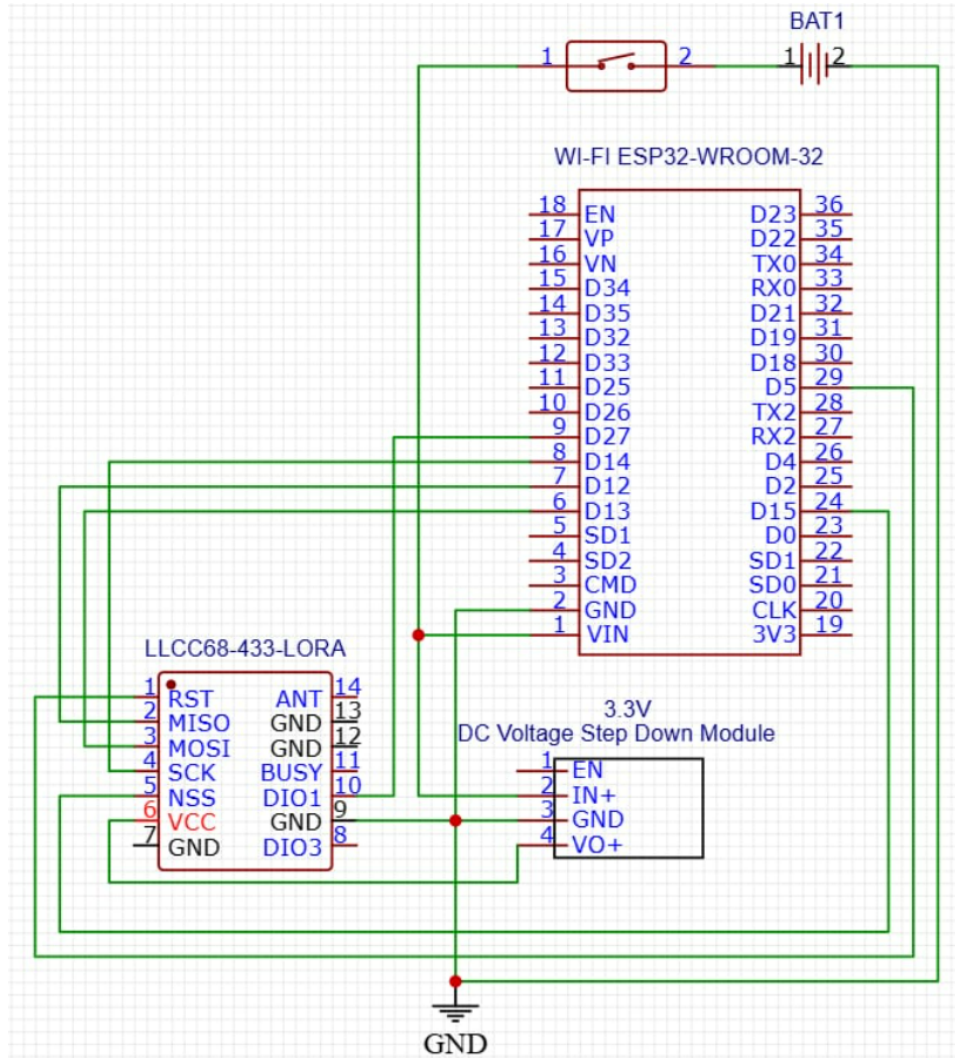 BAT1
1 2 1 2
WI-FI ESP32-WROOM-32
18 EN D23 36
17 VP D22 35
16 VN TX0 34
15 D34 RX0 33
14 D35 D21 32
13 D32 D19 31
12 D33 D18 30
11 D25 D5 29
10 D26 TX2 28
9 D27 RX2 27
8 D14 D4 26
7 D12 D2 25
6 D13 D15 24
5 SD1 D0 23
4 SD2 SD1 22
3 CMD SD0 21
2 GND CLK 20
1 VIN 3V3 19
LLCC68-433-LORA
1 RST ANT 14
2 MISO GND 13
3 MOSI GND 12
4 SCK BUSY 11
5 NSS DIO1 10
6 VCC GND 9
7 GND DIO3 8
3.3V
DC Voltage Step Down Module
1 EN
2 IN+
3 GND
4 VO+
GND